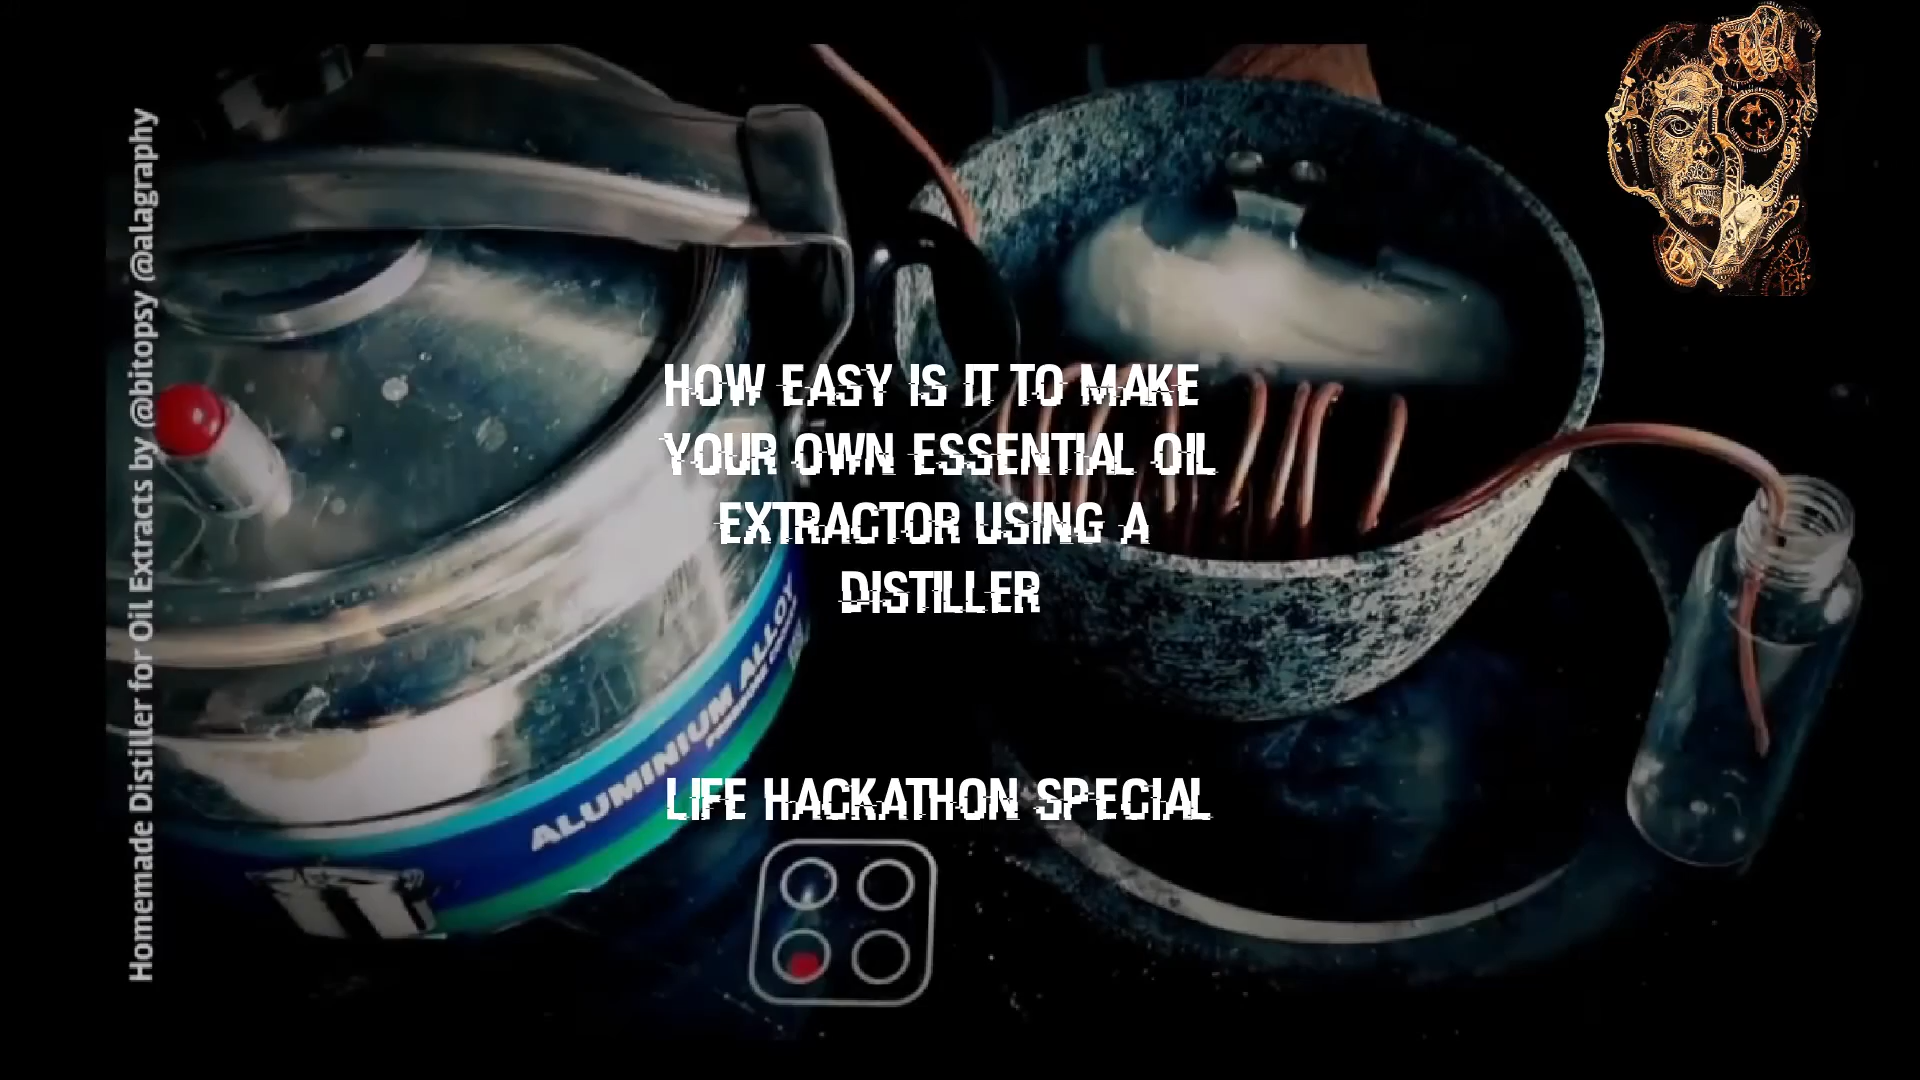 Homemade Distiller for Oil Extracts by @bitopsy @alagraphy
HOW EASY IS IT TO MAKE
YOUR OWN ESSENTIAL OIL
EXTRACTOR USING A
DISTILLER
ALUMINIUM ALLOY
LIFE HACKATHON SPECIAL